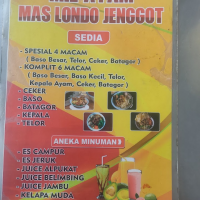 MAS LONDO JENGGOT
SEDIA
- SPESIAL 4 MACAM
( Baso Besar, Telor, Ceker, Batagor )
- KOMPLIT 6 MACAM
( Baso Besar, Baso Kecil, Telor,
Kepala Ayam, Ceker, Batagor )
- CEKER
- BASO
- BATAGOR
- KEPALA
- TELOR
ANEKA MINUMAN
- ES CAMPUR
- ES JERUK
- JUICE ALPUKAT
- JUICE BELIMBING
- JUICE JAMBU
- KELAPA MUDA